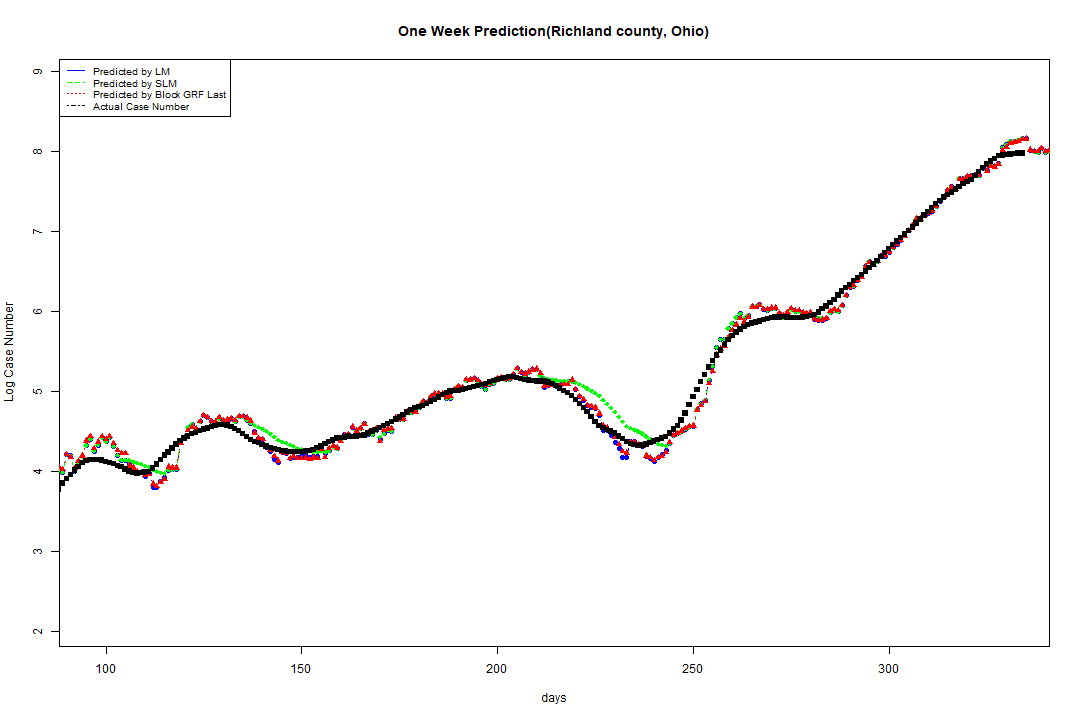 One Week Prediction(Richland county, Ohio)
Predicted by LM
Predicted by SLM
Predicted by Block GRF Last
Actual Case Number
9
8
7
6
5
4
3
2
Log Case Number
100 150 200 250 300
days